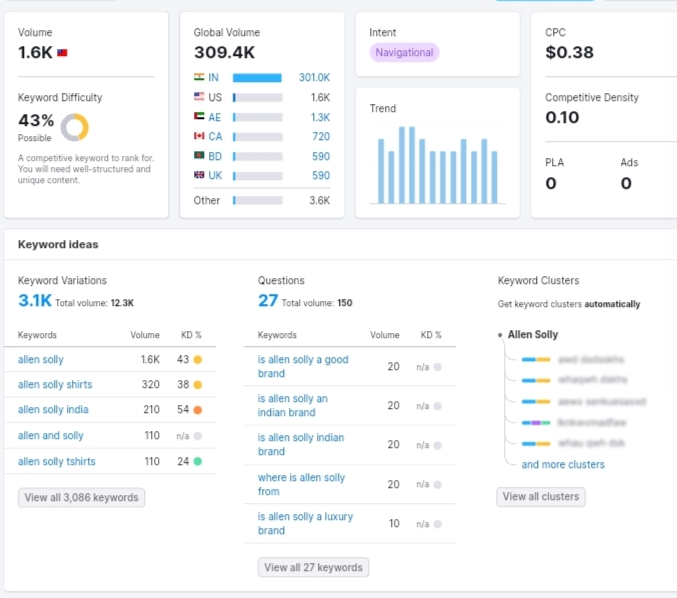 Volume
1.6K
Keyword Difficulty
43%
Possible
A competitive keyword to rank for.
You will need well-structured and
unique content.
Global Volume
309.4K
IN 301.0K
US 1.6K
AE 1.3K
CA 720
BD 590
UK 590
Other 3.6K
Intent
Navigational
Trend
CPC
$0.38
Competitive Density
0.10
PLA Ads
0 0
Keyword ideas
Keyword Variations
3.1K Total volume: 12.3K
Keywords Volume KD %
allen solly 1.6K 43
allen solly shirts 320 38
allen solly india 210 54
allen and solly 110 n/a
allen solly tshirts 110 24
View all 3,086 keywords
Questions
27 Total volume: 150
Keywords Volume KD %
is allen solly a good
brand 20 n/a
is allen solly an
indian brand 20 n/a
is allen solly indian
brand 20 n/a
where is allen solly
from 20 n/a
is allen solly a luxury
brand 10 n/a
View all 27 keywords
Keyword Clusters
Get keyword clusters automatically
Allen Solly
and more clusters
View all clusters